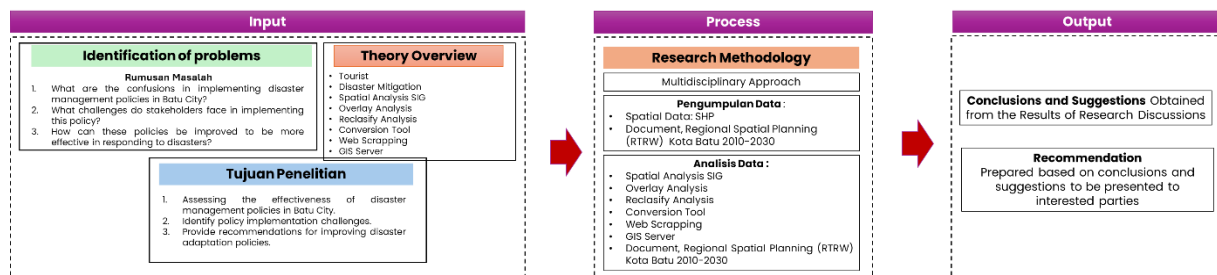 Input
Identification of problems
Rumusan Masalah
1. What are the confusions in implementing disaster
management policies in Batu City?
2. What challenges do stakeholders face in implementing
this policy?
3. How can these policies be improved to be more
effective in responding to disasters?
Theory Overview
• Tourist
• Disaster Mitigation
• Spatial Analysis SIG
• Overlay Analysis
• Reclasify Analysis
• Conversion Tool
• Web Scrapping
• GIS Server
Tujuan Penelitian
1. Assessing the effectiveness of disaster
management policies in Batu City.
2. Identify policy implementation challenges.
3. Provide recommendations for improving disaster
adaptation policies.
Process
Research Methodology
Multidisciplinary Approach
Pengumpulan Data :
• Spatial Data: SHP
• Document, Regional Spatial Planning
(RTRW) Kota Batu 2010-2030
Analisis Data :
• Spatial Analysis SIG
• Overlay Analysis
• Reclasify Analysis
• Conversion Tool
• Web Scrapping
• GIS Server
• Document, Regional Spatial Planning (RTRW)
Kota Batu 2010-2030
Output
Conclusions and Suggestions Obtained
from the Results of Research Discussions
Recommendation
Prepared based on conclusions and
suggestions to be presented to
interested parties